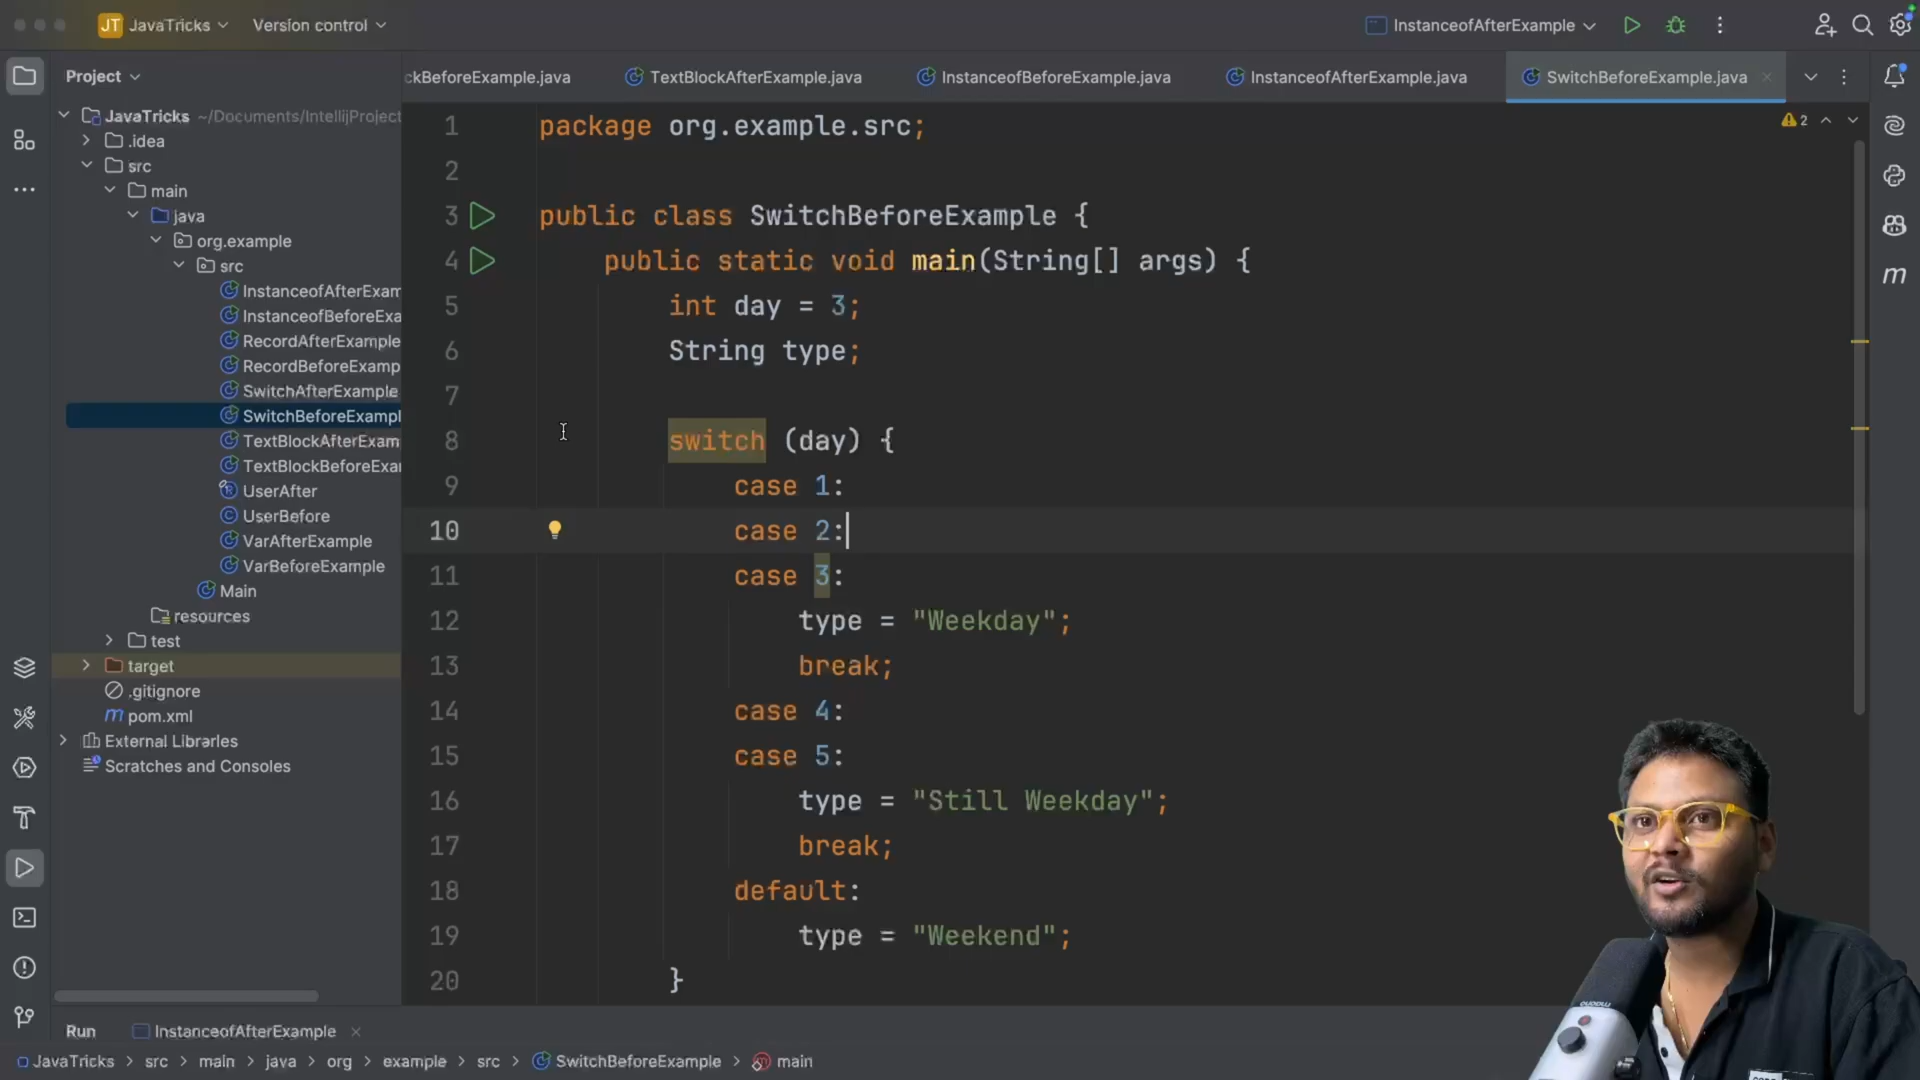 JT JavaTricks Version control InstanceofAfterExample
Project
ckBeforeExample.java TextBlockAfterExample.java InstanceofBeforeExample.java InstanceofAfterExample.java SwitchBeforeExample.java
JavaTricks ~/Documents/IntellijProject
.idea
src
main
java
org.example
src
InstanceofAfterExam
InstanceofBeforeExa
RecordAfterExample
RecordBeforeExamp
SwitchAfterExample
SwitchBeforeExampl
TextBlockAfterExam
TextBlockBeforeExa
UserAfter
UserBefore
VarAfterExample
VarBeforeExample
Main
resources
test
target
.gitignore
pom.xml
External Libraries
Scratches and Consoles
2
1 package org.example.src;
2
3 public class SwitchBeforeExample {
4 public static void main(String[] args) {
5 int day = 3;
6 String type;
7
8 switch (day) {
9 case 1:
10 case 2:
11 case 3:
12 type = "Weekday";
13 break;
14 case 4:
15 case 5:
16 type = "Still Weekday";
17 break;
18 default:
19 type = "Weekend";
20 }
Run InstanceofAfterExample
JavaTricks > src > main > java > org > example > src > SwitchBeforeExample > main